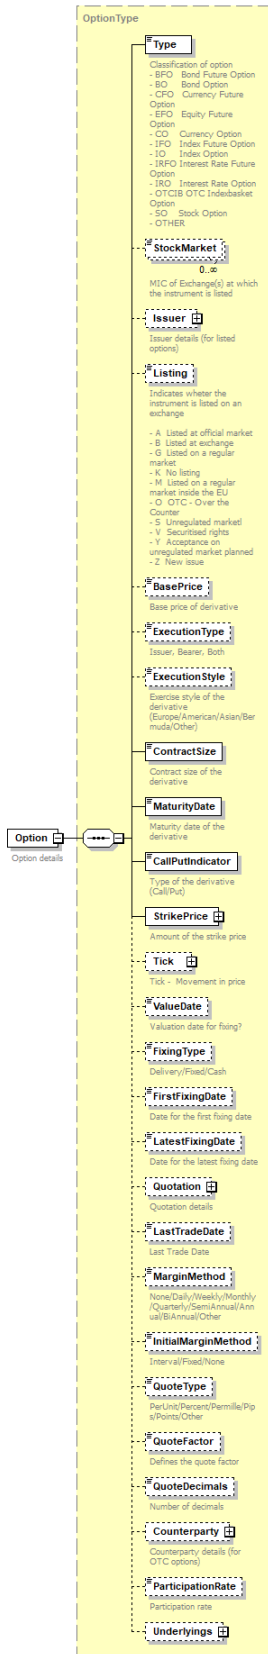 OptionType
Type
Classification of option
- BFO Bond Future Option
- BO Bond Option
- CFO Currency Future
Option
- EFO Equity Future
Option
- CO Currency Option
- IFO Index Future Option
- IO Index Option
- IRFO Interest Rate Future
Option
- IRO Interest Rate Option
- OTCIB OTC Indexbasket
Option
- SO Stock Option
- OTHER
StockMarket
0..∞
MIC of Exchange(s) at which
the instrument is listed
Issuer
Issuer details (for listed
options)
Listing
Indicates wheter the
instrument is listed on an
exchange
- A Listed at official market
- B Listed at exchange
- G Listed on a regular
market
- K No listing
- M Listed on a regular
market inside the EU
- O OTC - Over the
Counter
- S Unregulated marketl
- V Securitised rights
- Y Acceptance on
unregulated market planned
- Z New issue
BasePrice
Base price of derivative
ExecutionType
Issuer, Bearer, Both
ExecutionStyle
Exercise style of the
derivative
(Europe/American/Asian/Ber
muda/Other)
ContractSize
Contract size of the
derivative
MaturityDate
Maturity date of the
derivative
Option
Option details
CallPutIndicator
Type of the derivative
(Call/Put)
StrikePrice
Amount of the strike price
Tick
Tick - Movement in price
ValueDate
Valuation date for fixing?
FixingType
Delivery/Fixed/Cash
FirstFixingDate
Date for the first fixing date
LatestFixingDate
Date for the latest fixing date
Quotation
Quotation details
LastTradeDate
Last Trade Date
MarginMethod
None/Daily/Weekly/Monthly
/Quarterly/SemiAnnual/Ann
ual/BiAnnual/Other
InitialMarginMethod
Interval/Fixed/None
QuoteType
PerUnit/Percent/Permille/Pip
s/Points/Other
QuoteFactor
Defines the quote factor
QuoteDecimals
Number of decimals
Counterparty
Counterparty details (for
OTC options)
ParticipationRate
Participation rate
Underlyings